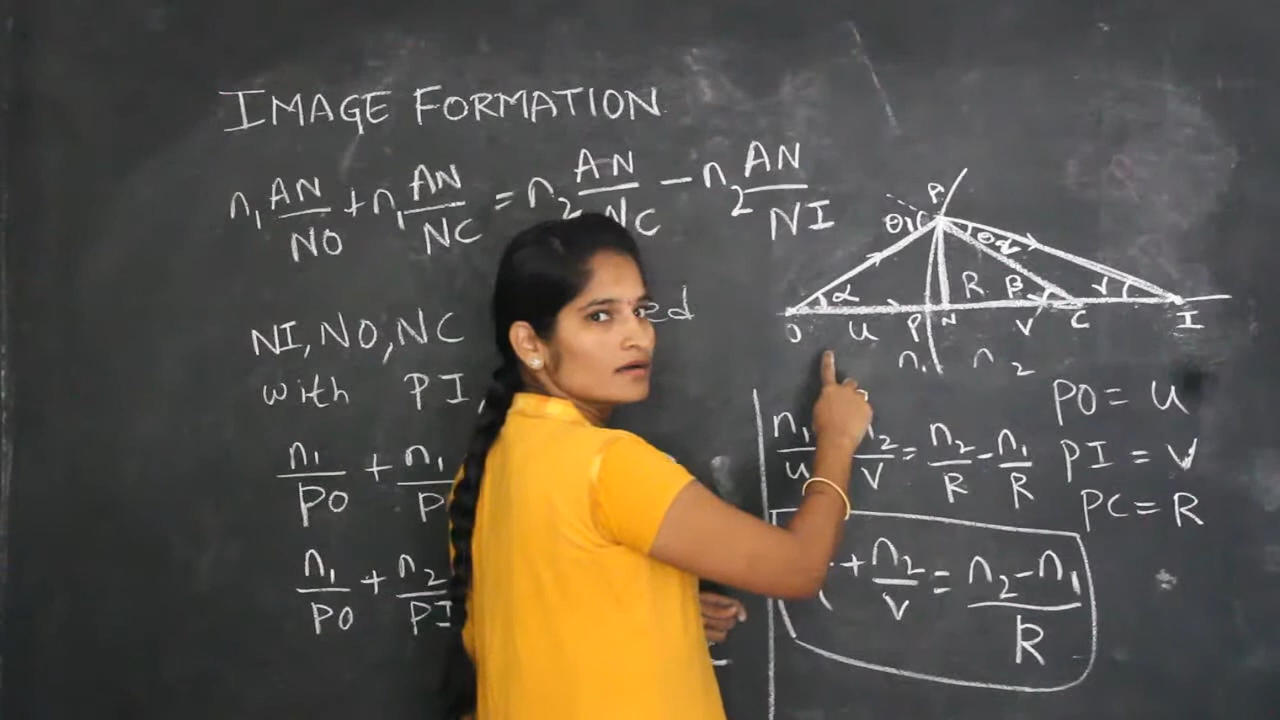 IMAGE FORMATION
n₁ AN/NO + n₁ AN/NC = n₂ AN/NC - n₂ AN/NI
NI, NO, NC
with PI,
n₁/PO + n₁/P
n₁/PO + n₂/PI
A
θ₁
θ₂
α R β γ
O u P N V C I
n₁ n₂
PO = u
PI = V
PC = R
n₁/u n₂/V = n₂/R - n₁/R
+ n₂/V = n₂-n₁/R